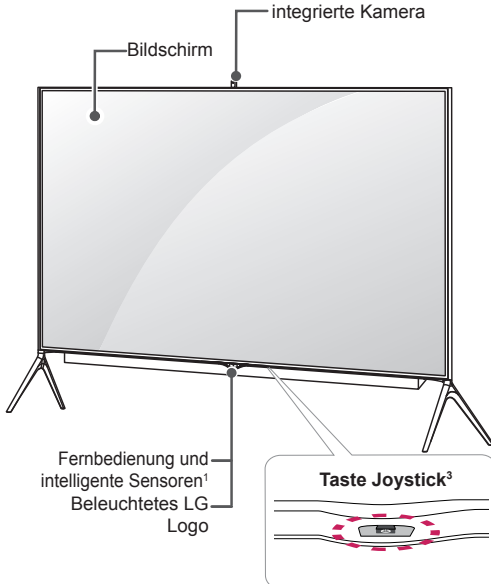 integrierte Kamera
Bildschirm
Fernbedienung und
intelligente Sensoren¹
Beleuchtetes LG
Logo
Taste Joystick³